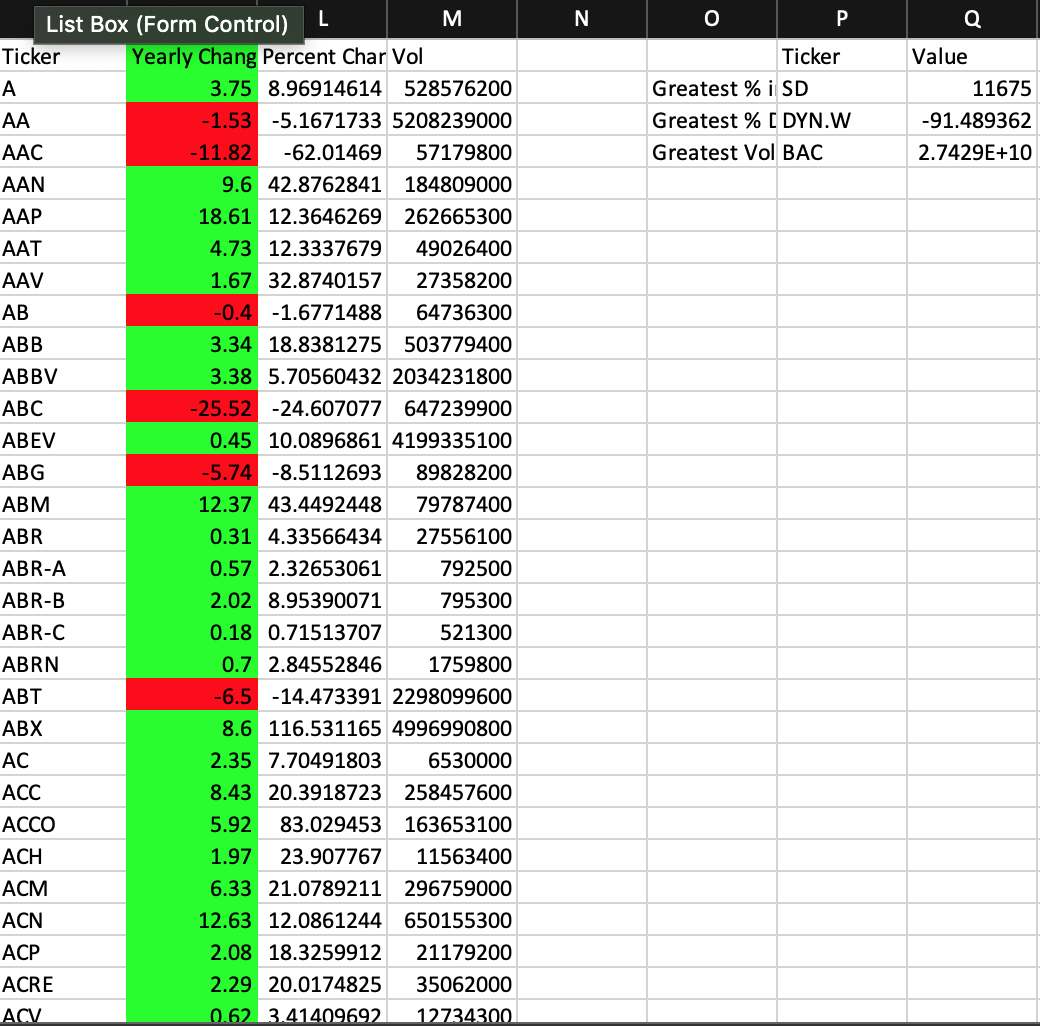 List Box (Form Control) L M N O P Q
Ticker Yearly Chang Percent Char Vol Ticker Value
A 3.75 8.96914614 528576200 Greatest % i SD 11675
AA -1.53 -5.1671733 5208239000 Greatest % D DYN.W -91.489362
AAC -11.82 -62.01469 57179800 Greatest Vol BAC 2.7429E+10
AAN 9.6 42.8762841 184809000
AAP 18.61 12.3646269 262665300
AAT 4.73 12.3337679 49026400
AAV 1.67 32.8740157 27358200
AB -0.4 -1.6771488 64736300
ABB 3.34 18.8381275 503779400
ABBV 3.38 5.70560432 2034231800
ABC -25.52 -24.607077 647239900
ABEV 0.45 10.0896861 4199335100
ABG -5.74 -8.5112693 89828200
ABM 12.37 43.4492448 79787400
ABR 0.31 4.33566434 27556100
ABR-A 0.57 2.32653061 792500
ABR-B 2.02 8.95390071 795300
ABR-C 0.18 0.71513707 521300
ABRN 0.7 2.84552846 1759800
ABT -6.5 -14.473391 2298099600
ABX 8.6 116.531165 4996990800
AC 2.35 7.70491803 6530000
ACC 8.43 20.3918723 258457600
ACCO 5.92 83.029453 163653100
ACH 1.97 23.907767 11563400
ACM 6.33 21.0789211 296759000
ACN 12.63 12.0861244 650155300
ACP 2.08 18.3259912 21179200
ACRE 2.29 20.0174825 35062000
ACV 0.62 3.41409692 12734300